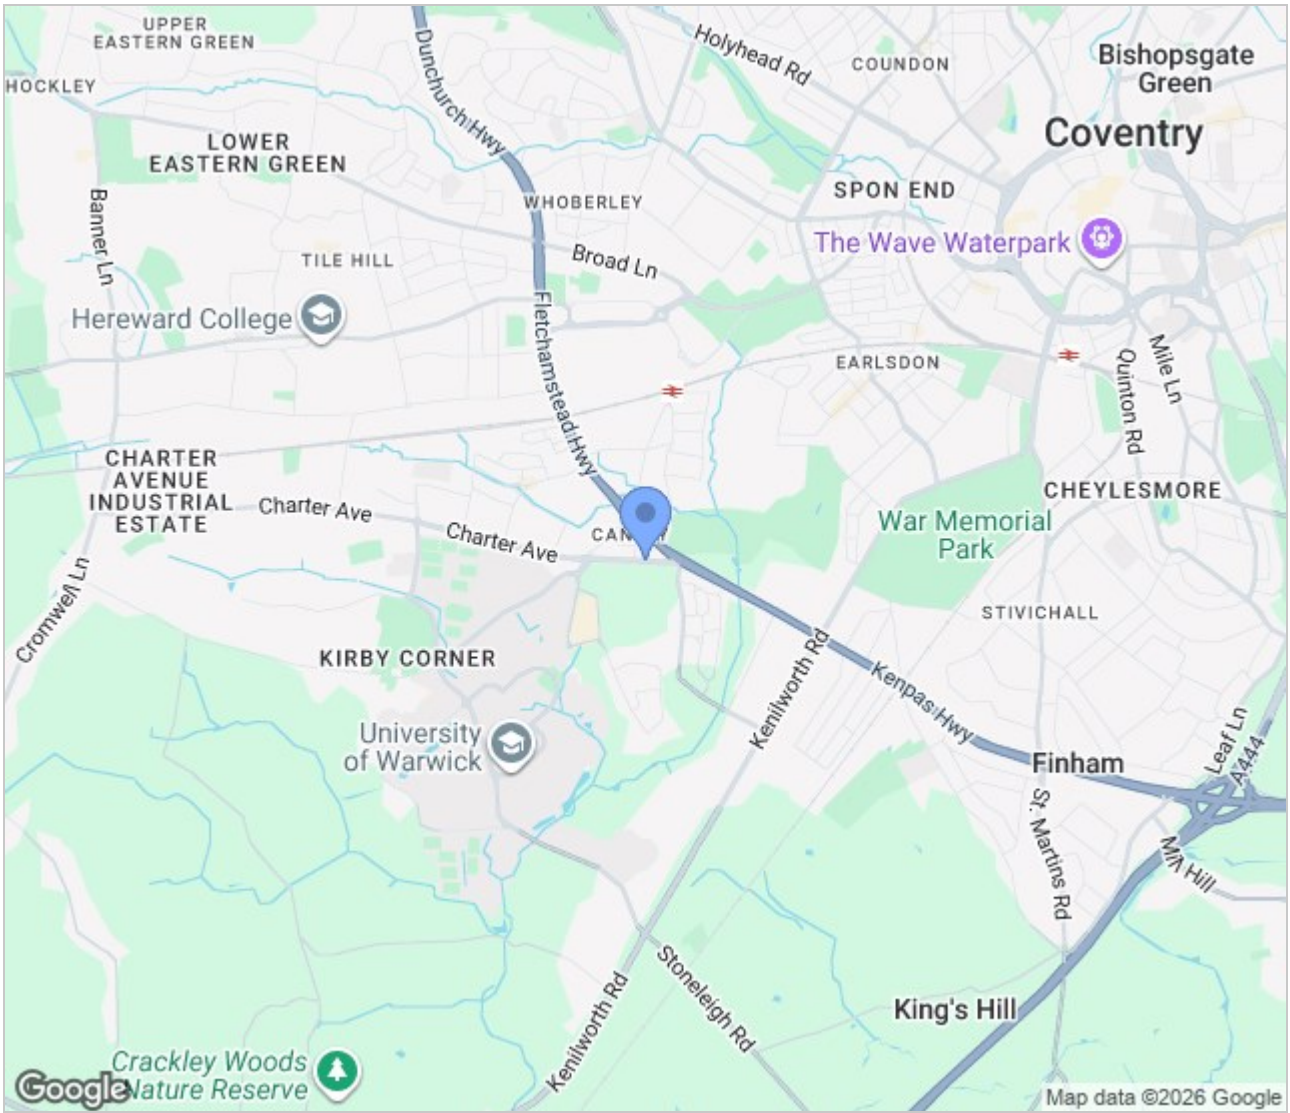 UPPER
EASTERN GREEN
Dunchurch Hwy
Holyhead Rd
COUNDON
Bishopsgate
Green
HOCKLEY
Coventry
LOWER
EASTERN GREEN
Banner Ln
WHOBERLEY
SPON END
The Wave Waterpark
TILE HILL
Broad Ln
Hereward College
Fletchamstead Hwy
EARLSDON
Quinton Rd
Mile Ln
CHARTER
AVENUE
INDUSTRIAL
ESTATE
Charter Ave
Charter Ave
CHEYLESMORE
War Memorial
Park
Cromwell Ln
STIVICHALL
KIRBY CORNER
Kenilworth Rd
Kenpas Hwy
University
of Warwick
Finham
Leaf Ln
A444
St. Martins Rd
Mill Hill
Stoneleigh Rd
Kenilworth Rd
King's Hill
Crackley Woods
Nature Reserve
Google
Map data ©2026 Google